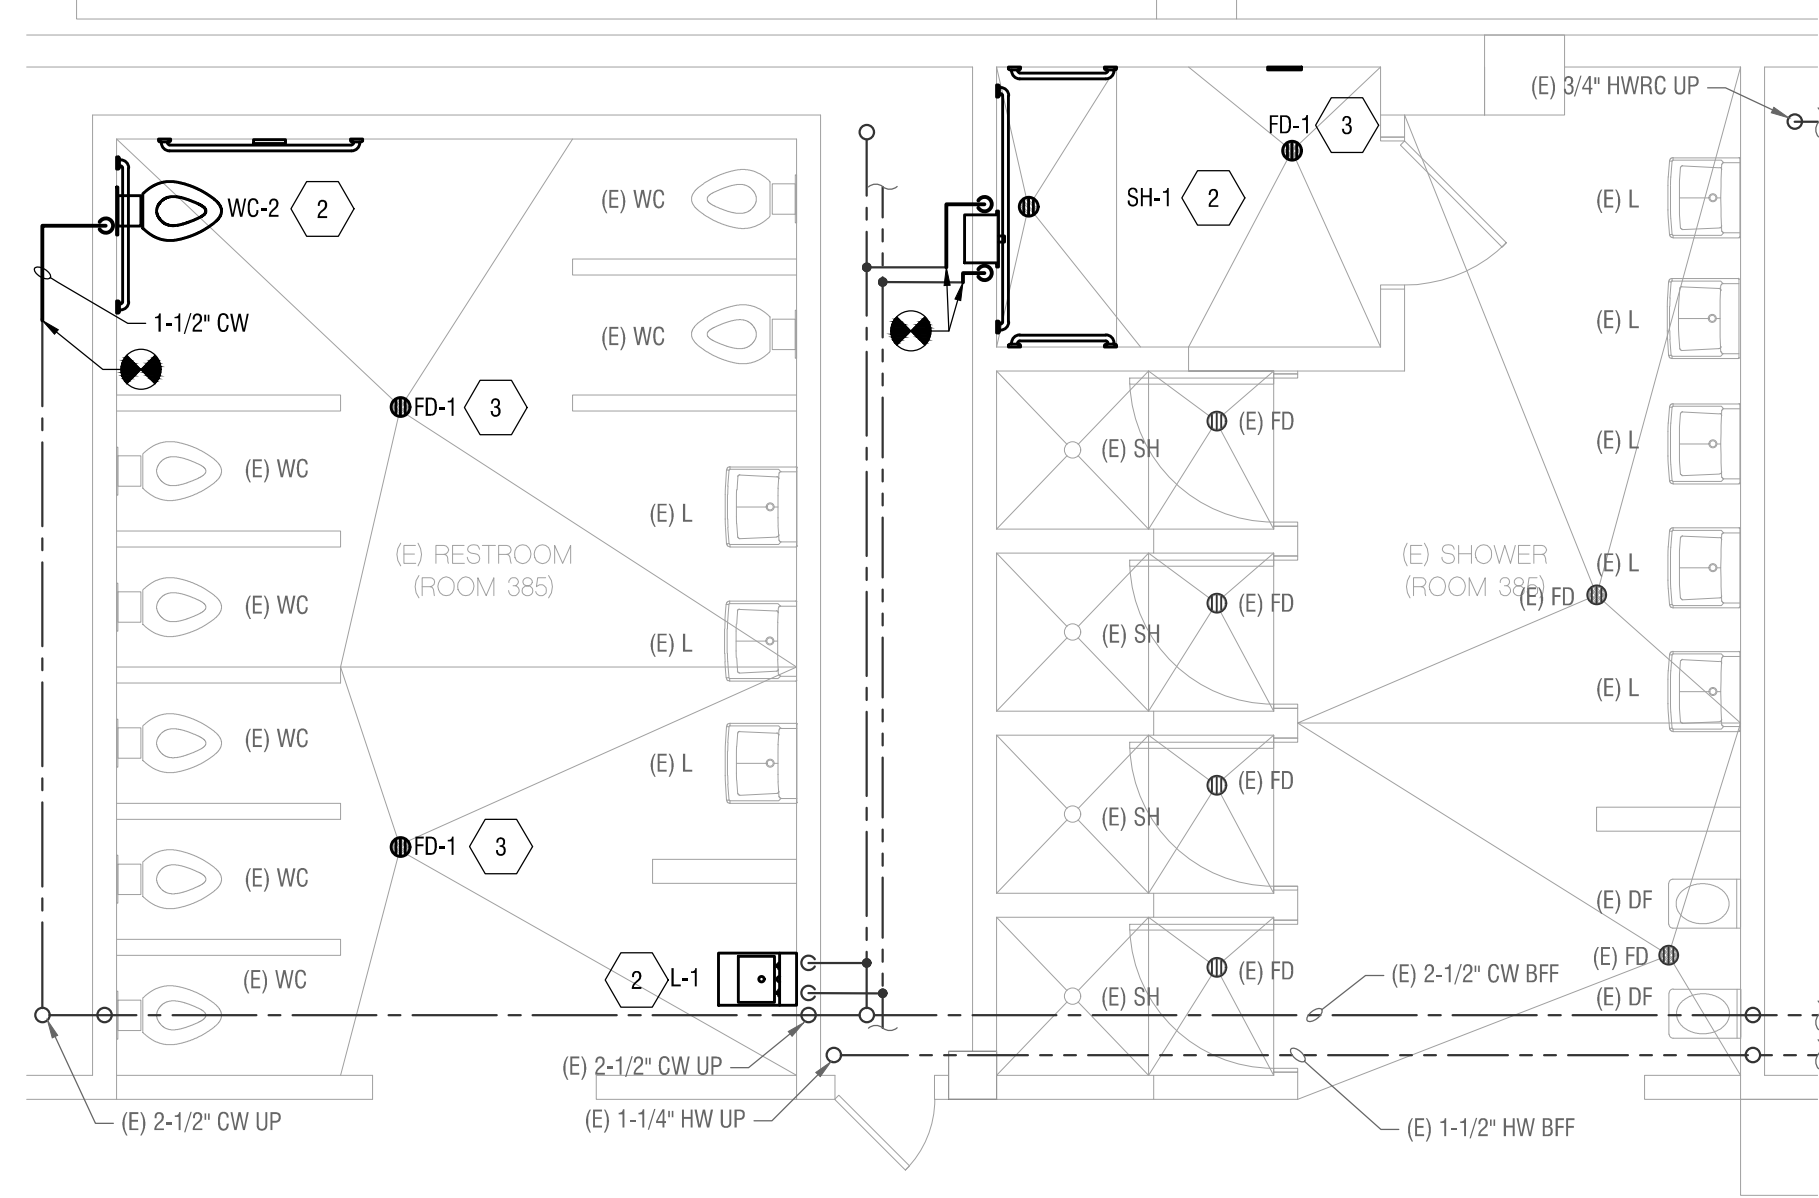 (E) 3/4" HWRC UP
FD-1
3
(E) WC
WC-2
2
SH-1
2
(E) L
1-1/2" CW
(E) WC
(E) L
FD-1
3
(E) FD
(E) SH
(E) L
(E) WC
(E) L
(E) RESTROOM
(ROOM 385)
(E) SHOWER
(ROOM 385)
(E) L
(E) FD
(E) WC
(E) FD
(E) SH
(E) L
(E) L
(E) WC
(E) L
(E) FD
(E) SH
FD-1
3
(E) WC
(E) DF
(E) WC
2
L-1
(E) FD
(E) SH
(E) 2-1/2" CW BFF
(E) FD
(E) DF
(E) 2-1/2" CW UP
(E) 2-1/2" CW UP
(E) 1-1/4" HW UP
(E) 1-1/2" HW BFF